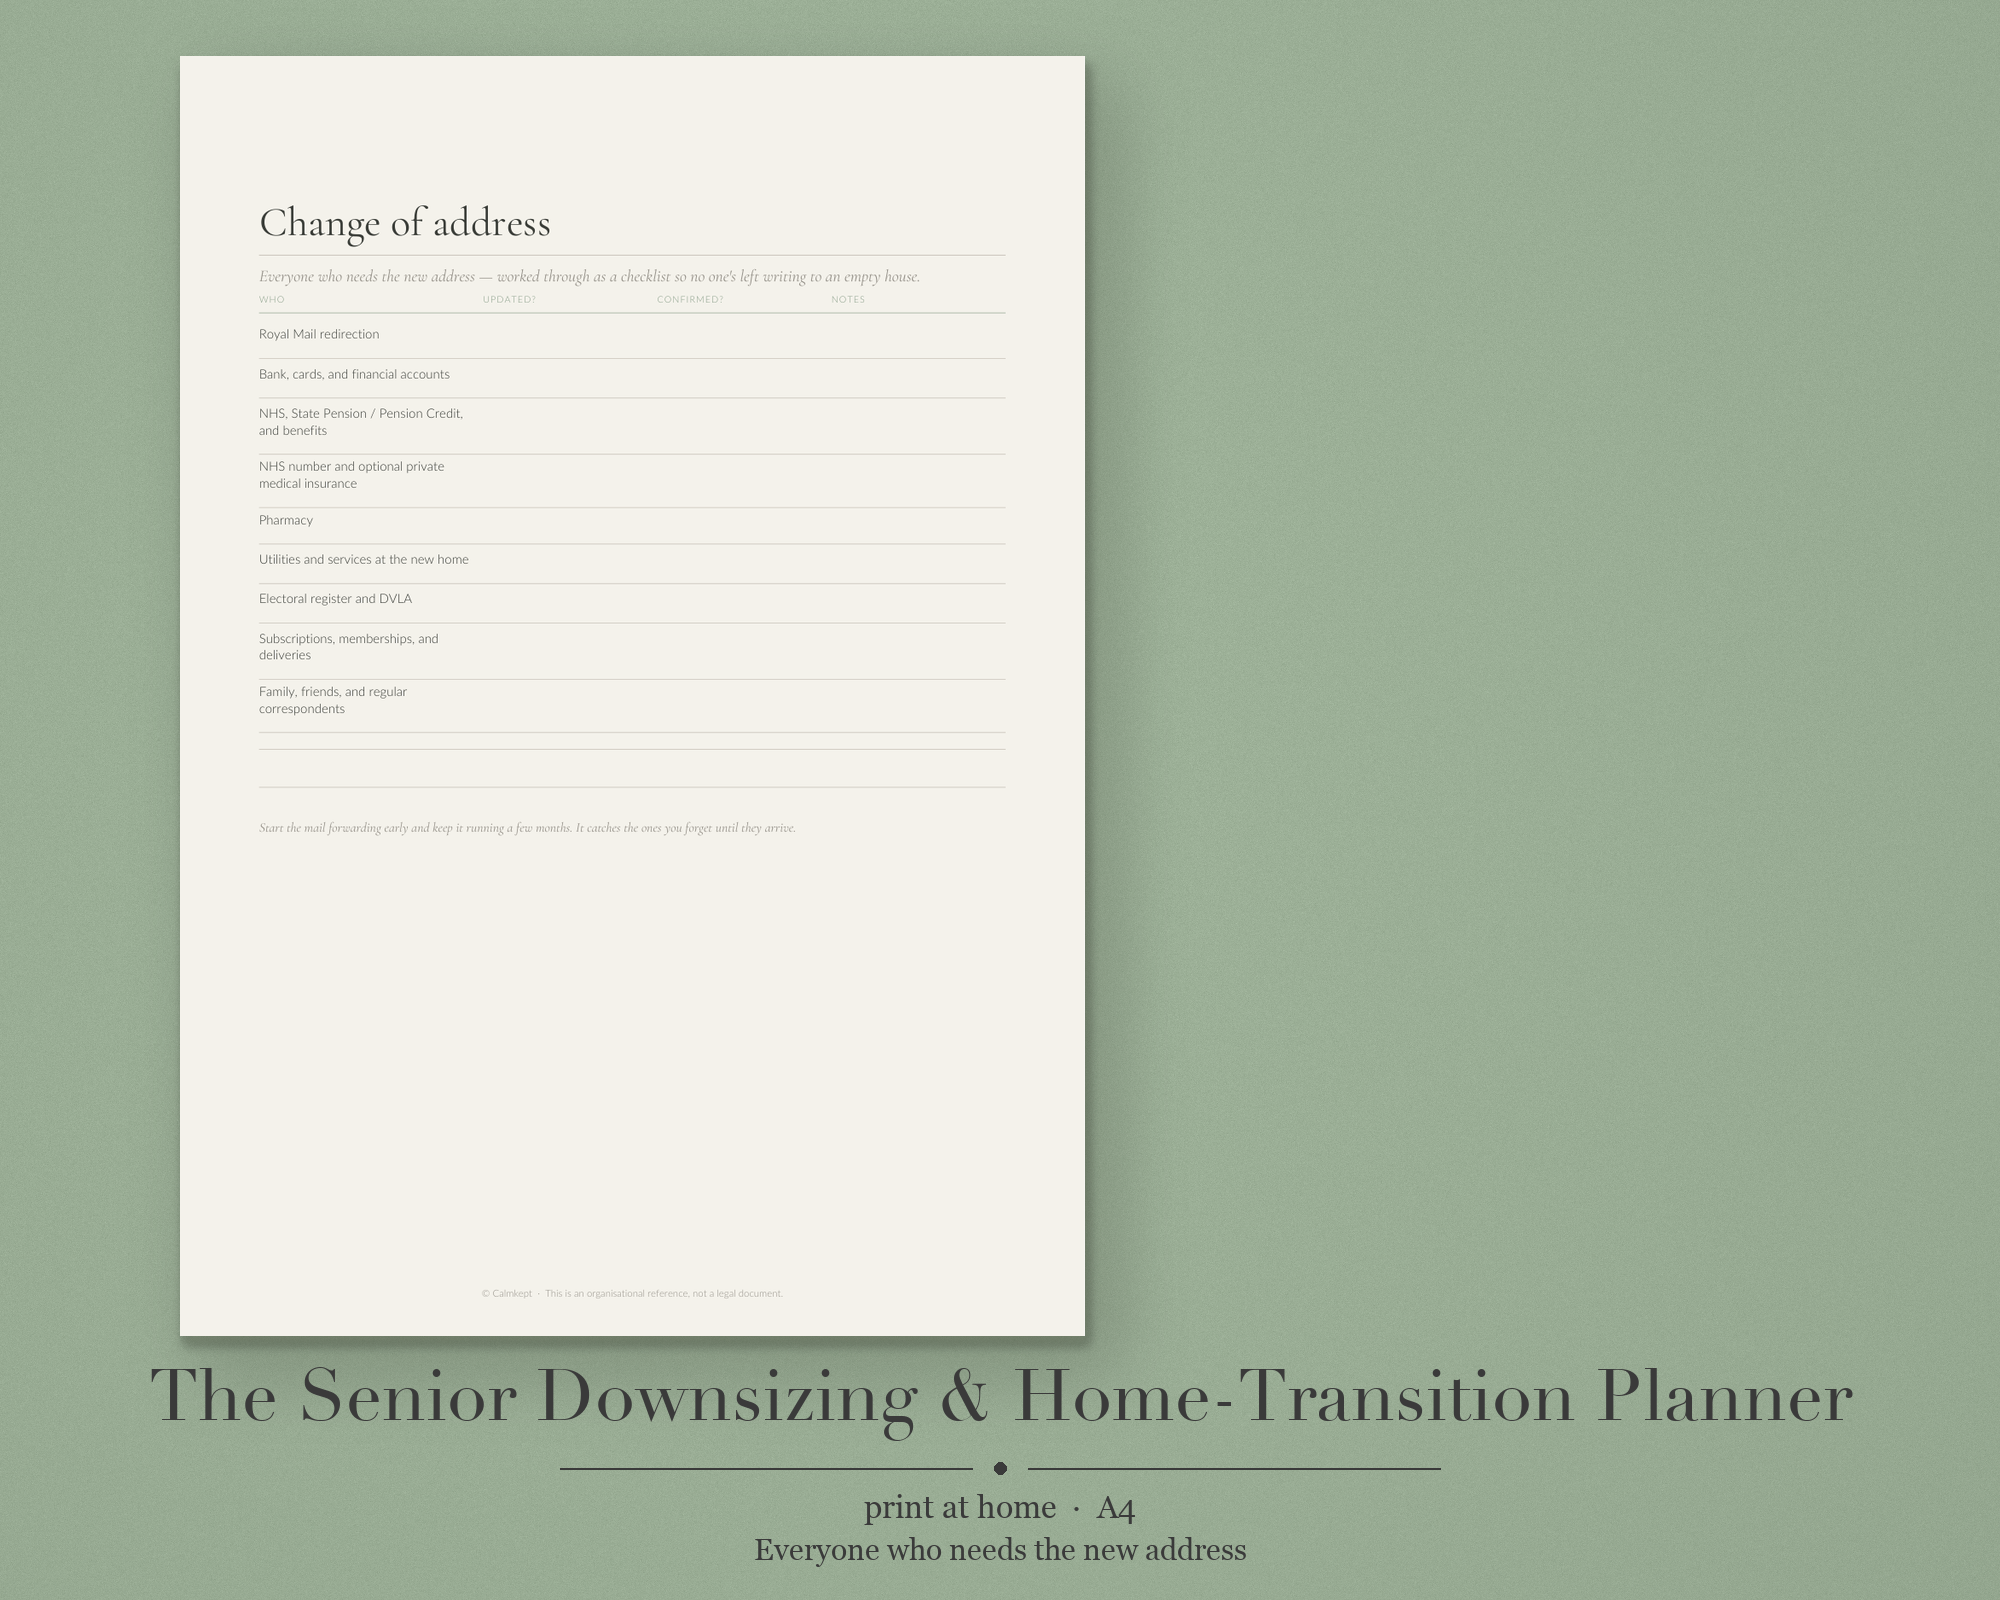 Change of address
Everyone who needs the new address — worked through as a checklist so no one's left writing to an empty house.
WHO UPDATED? CONFIRMED? NOTES
Royal Mail redirection
Bank, cards, and financial accounts
NHS, State Pension / Pension Credit,
and benefits
NHS number and optional private
medical insurance
Pharmacy
Utilities and services at the new home
Electoral register and DVLA
Subscriptions, memberships, and
deliveries
Family, friends, and regular
correspondents
Start the mail forwarding early and keep it running a few months. It catches the ones you forget until they arrive.
© Calmkept · This is an organisational reference, not a legal document.
The Senior Downsizing & Home-Transition Planner
print at home · A4
Everyone who needs the new address